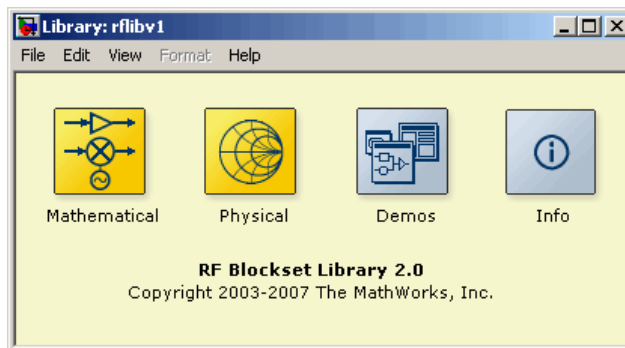 Library: rflibv1
File Edit View Format Help
Mathematical Physical Demos Info
RF Blockset Library 2.0
Copyright 2003-2007 The MathWorks, Inc.